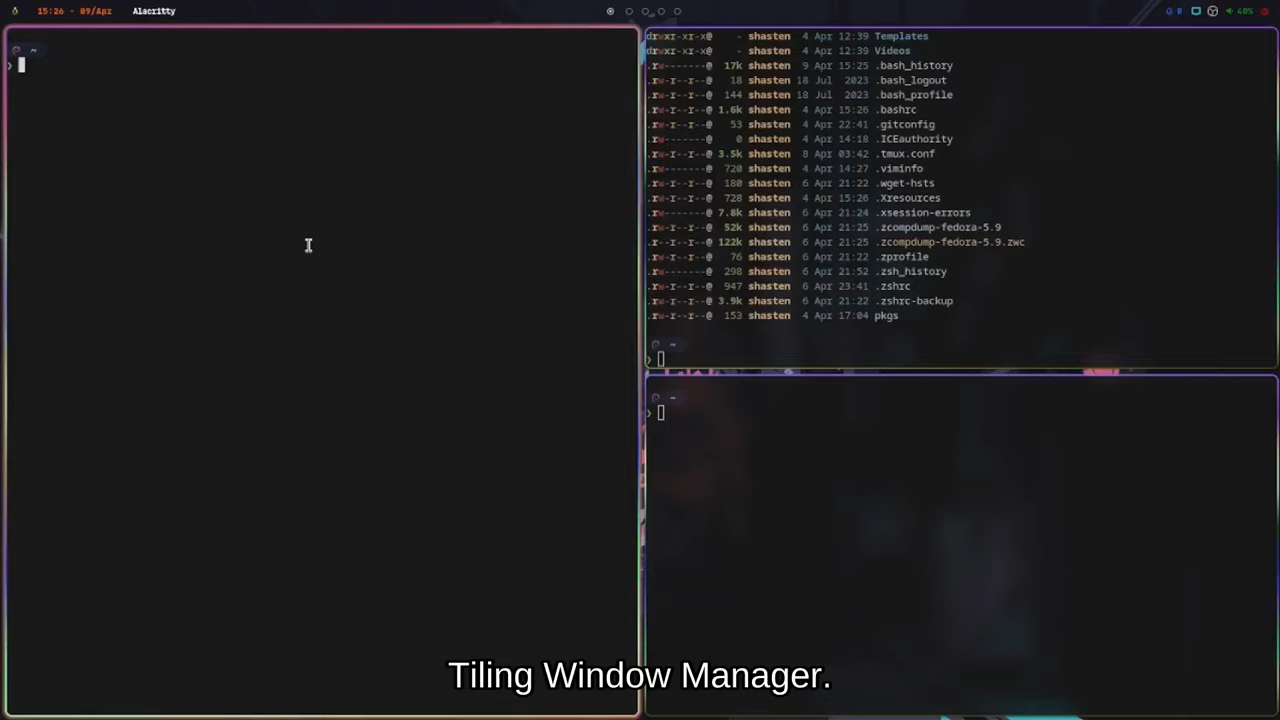 15:26 - 09/Apr Alacritty
8 40%
~
❯
drwxr-xr-x@ - shasten 4 Apr 12:39 Templates
drwxr-xr-x@ - shasten 4 Apr 12:39 Videos
.rw-------@ 17k shasten 9 Apr 15:25 .bash_history
.rw-r--r--@ 18 shasten 18 Jul 2023 .bash_logout
.rw-r--r--@ 144 shasten 18 Jul 2023 .bash_profile
.rw-r--r--@ 1.6k shasten 4 Apr 15:26 .bashrc
.rw-r--r--@ 53 shasten 4 Apr 22:41 .gitconfig
.rw-------@ 0 shasten 4 Apr 14:18 .ICEauthority
.rw-r--r--@ 3.5k shasten 8 Apr 03:42 .tmux.conf
.rw-------@ 720 shasten 4 Apr 14:27 .viminfo
.rw-r--r--@ 180 shasten 6 Apr 21:22 .wget-hsts
.rw-r--r--@ 728 shasten 4 Apr 15:26 .Xresources
.rw-------@ 7.8k shasten 6 Apr 21:24 .xsession-errors
.rw-r--r--@ 52k shasten 6 Apr 21:25 .zcompdump-fedora-5.9
.r--r--r--@ 122k shasten 6 Apr 21:25 .zcompdump-fedora-5.9.zwc
.rw-r--r--@ 76 shasten 6 Apr 21:22 .zprofile
.rw-------@ 298 shasten 6 Apr 21:52 .zsh_history
.rw-r--r--@ 947 shasten 6 Apr 23:41 .zshrc
.rw-r--r--@ 3.9k shasten 6 Apr 21:22 .zshrc-backup
.rw-r--r--@ 153 shasten 4 Apr 17:04 pkgs
~
❯
~
❯
Tiling Window Manager.